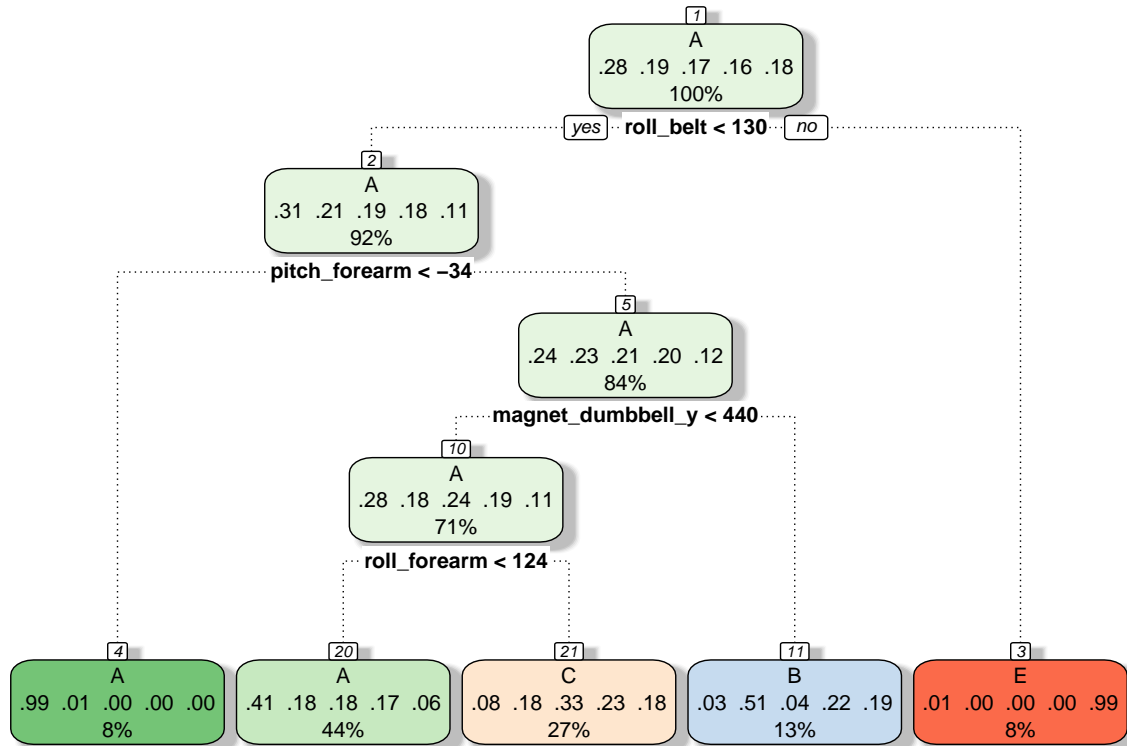 1
A
.28 .19 .17 .16 .18
100%
yes roll_belt < 130 no
2
A
.31 .21 .19 .18 .11
92%
pitch_forearm < −34
5
A
.24 .23 .21 .20 .12
84%
magnet_dumbbell_y < 440
10
A
.28 .18 .24 .19 .11
71%
roll_forearm < 124
4
A
.99 .01 .00 .00 .00
8%
20
A
.41 .18 .18 .17 .06
44%
21
C
.08 .18 .33 .23 .18
27%
11
B
.03 .51 .04 .22 .19
13%
3
E
.01 .00 .00 .00 .99
8%